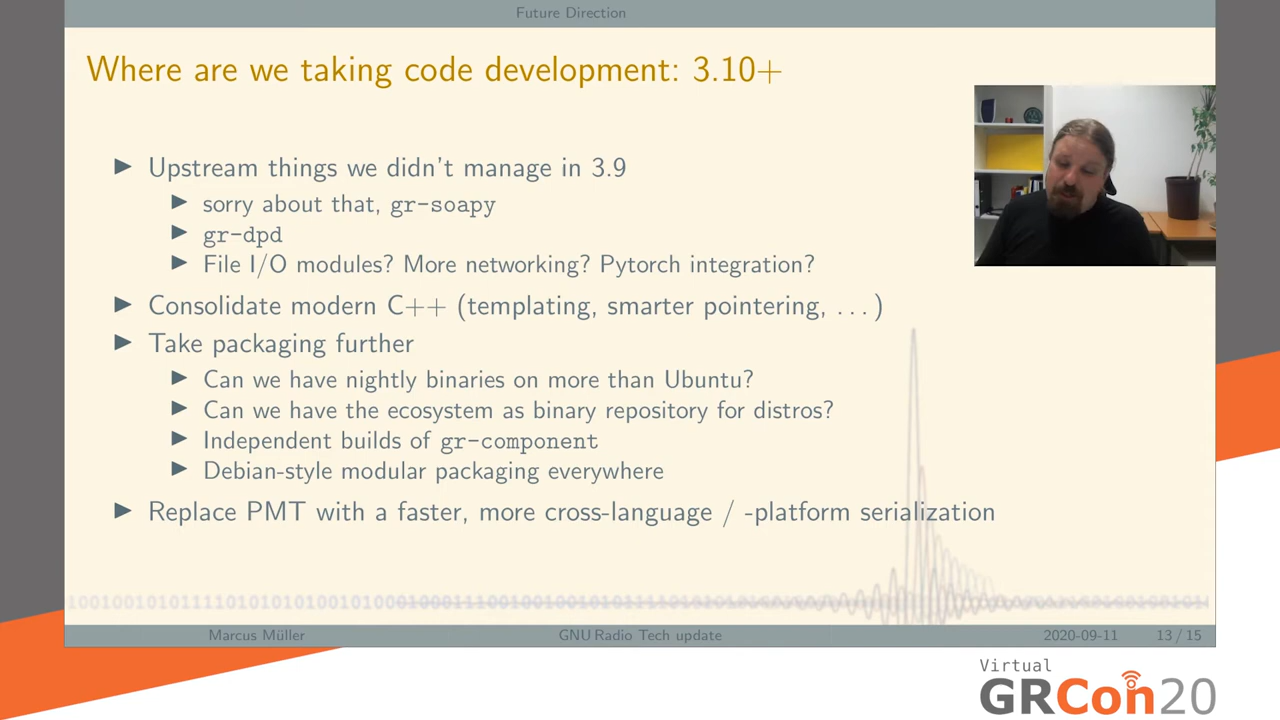 Future Direction
Where are we taking code development: 3.10+
Upstream things we didn't manage in 3.9
sorry about that, gr-soapy
gr-dpd
File I/O modules? More networking? Pytorch integration?
Consolidate modern C++ (templating, smarter pointering, ...)
Take packaging further
Can we have nightly binaries on more than Ubuntu?
Can we have the ecosystem as binary repository for distros?
Independent builds of gr-component
Debian-style modular packaging everywhere
Replace PMT with a faster, more cross-language / -platform serialization
Marcus Müller
GNU Radio Tech update
2020-09-11
13 / 15
Virtual
GRCon20